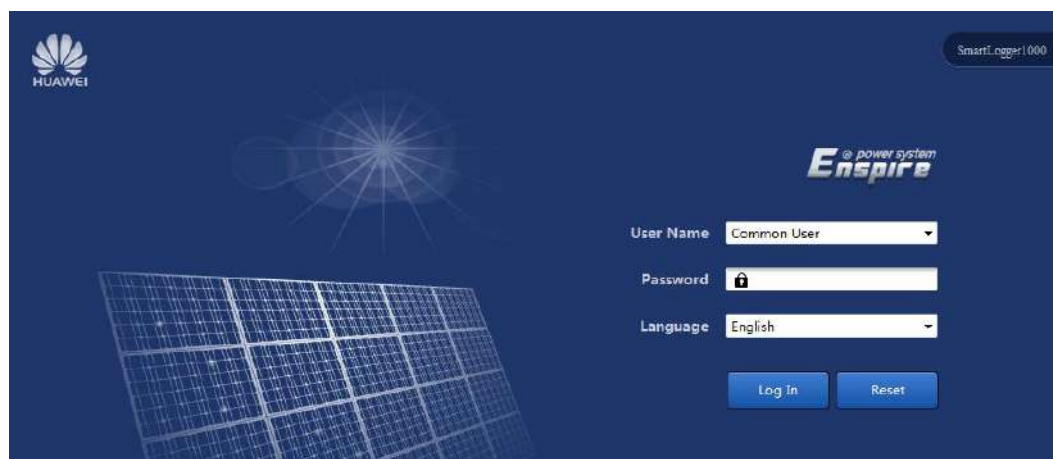 HUAWEI
SmartLogger1000
Enspire @ power system
User Name Common User
Password
Language English
Log In Reset